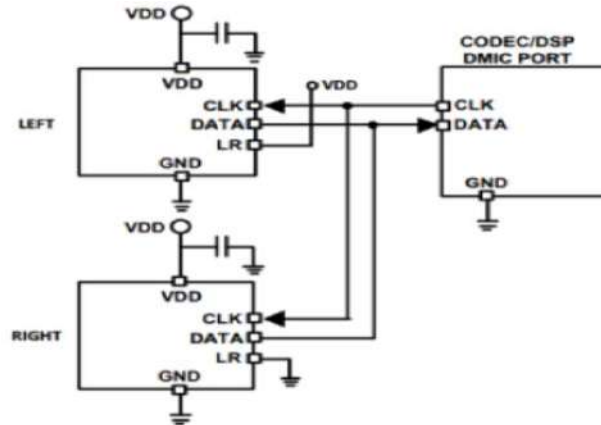 VDD
VDD
CODEC/DSP
DMIC PORT
LEFT
CLK
DATA
LR
GND
VDD
CLK
DATA
GND
VDD
VDD
RIGHT
CLK
DATA
LR
GND